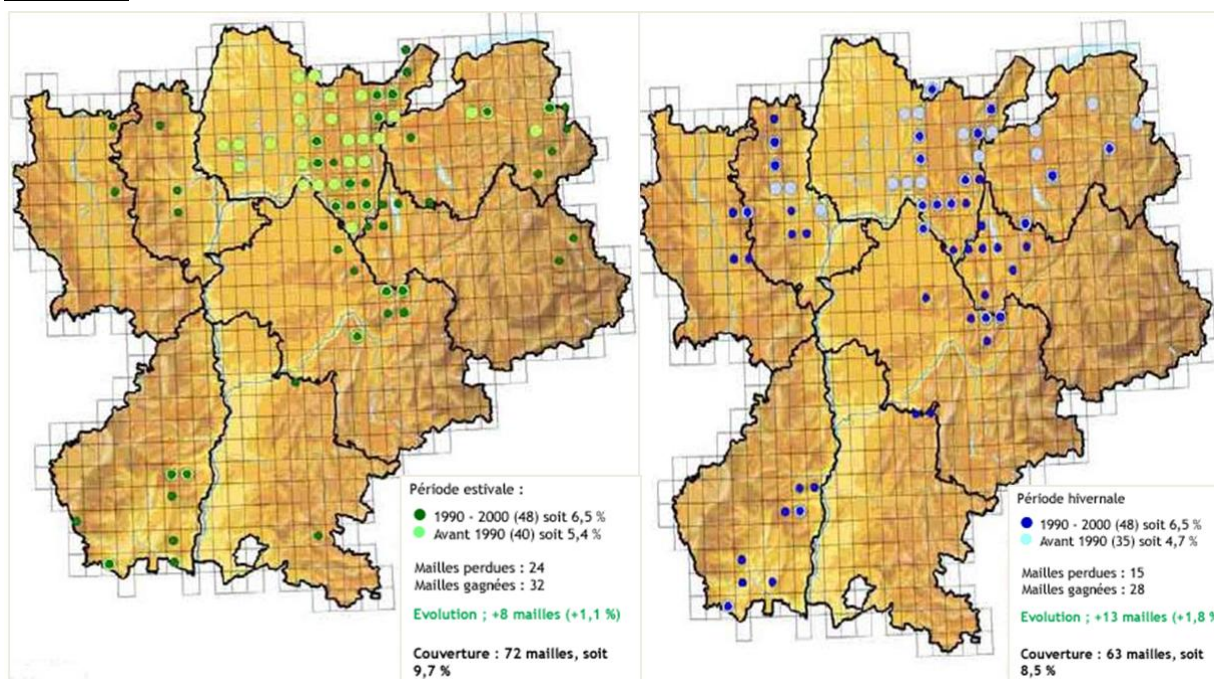 Période estivale :
1990 - 2000 (48) soit 6,5 %
Avant 1990 (40) soit 5,4 %
Mailles perdues : 24
Mailles gagnées : 32
Evolution ; +8 mailles (+1,1 %)
Couverture : 72 mailles, soit
9,7 %
Période hivernale
1990 - 2000 (48) soit 6,5 %
Avant 1990 (35) soit 4,7 %
Mailles perdues : 15
Mailles gagnées : 28
Evolution ; +13 mailles (+1,8 %
Couverture : 63 mailles, soit
8,5 %